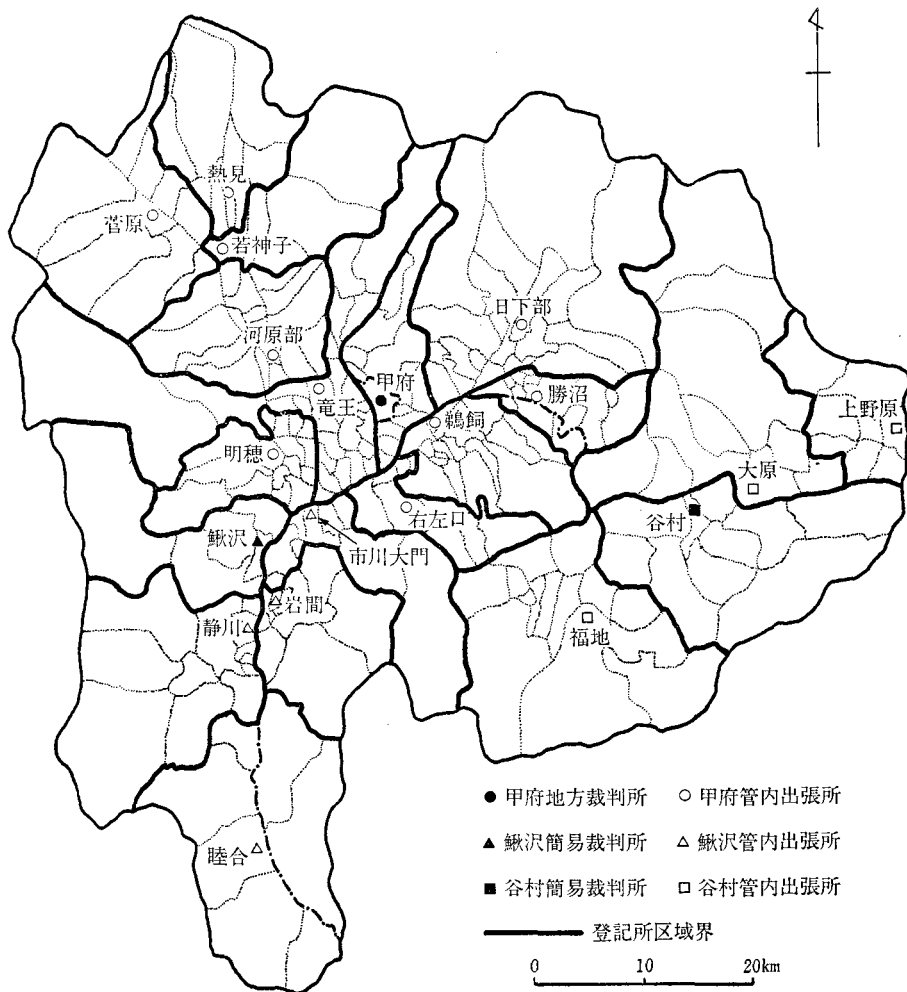 熱見
菅原
若神子
日下部
河原部
甲府
勝沼
竜王
鵜飼
上野原
明穂
大原
右左口
谷村
鰍沢
市川大門
岩間
静川
福地
睦合
● 甲府地方裁判所 ○ 甲府管内出張所
▲ 鰍沢簡易裁判所 △ 鰍沢管内出張所
■ 谷村簡易裁判所 □ 谷村管内出張所
登記所区域界
0 10 20km